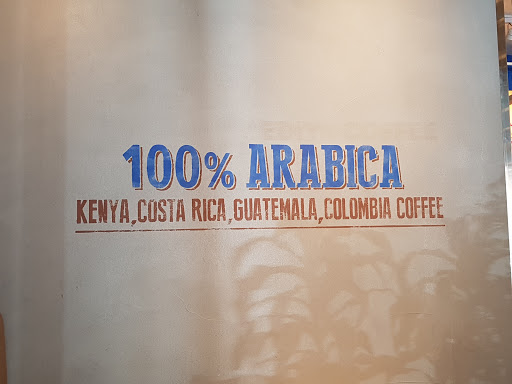 100% ARABICA
KENYA,COSTA RICA,GUATEMALA,COLOMBIA COFFEE